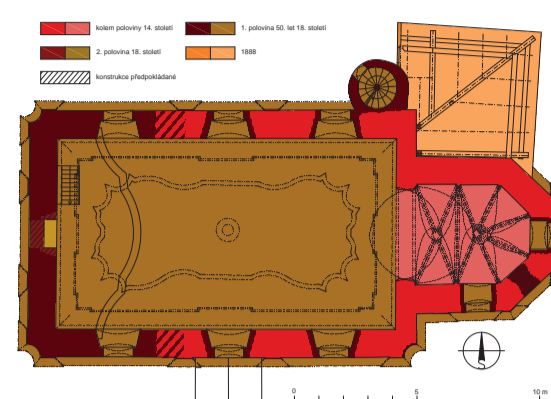 kolem poloviny 14. století
1. polovina 50. let 18. století
2. polovina 18. století
1888
konstrukce předpokládané
S
0 5 10 m